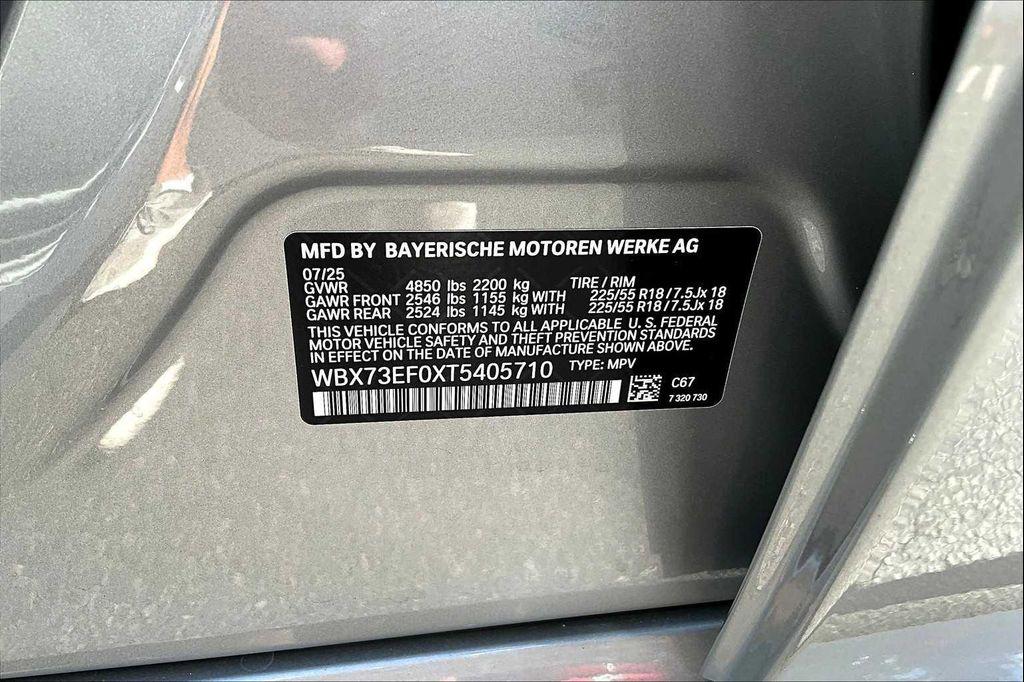 MFD BY BAYERISCHE MOTOREN WERKE AG
07/25
GVWR 4850 lbs 2200 kg TIRE / RIM
GAWR FRONT 2546 lbs 1155 kg WITH 225/55 R18 / 7.5Jx 18
GAWR REAR 2524 lbs 1145 kg WITH 225/55 R18 / 7.5Jx 18
THIS VEHICLE CONFORMS TO ALL APPLICABLE U. S. FEDERAL
MOTOR VEHICLE SAFETY AND THEFT PREVENTION STANDARDS
IN EFFECT ON THE DATE OF MANUFACTURE SHOWN ABOVE.
WBX73EF0XT5405710 TYPE: MPV
C67
7 320 730